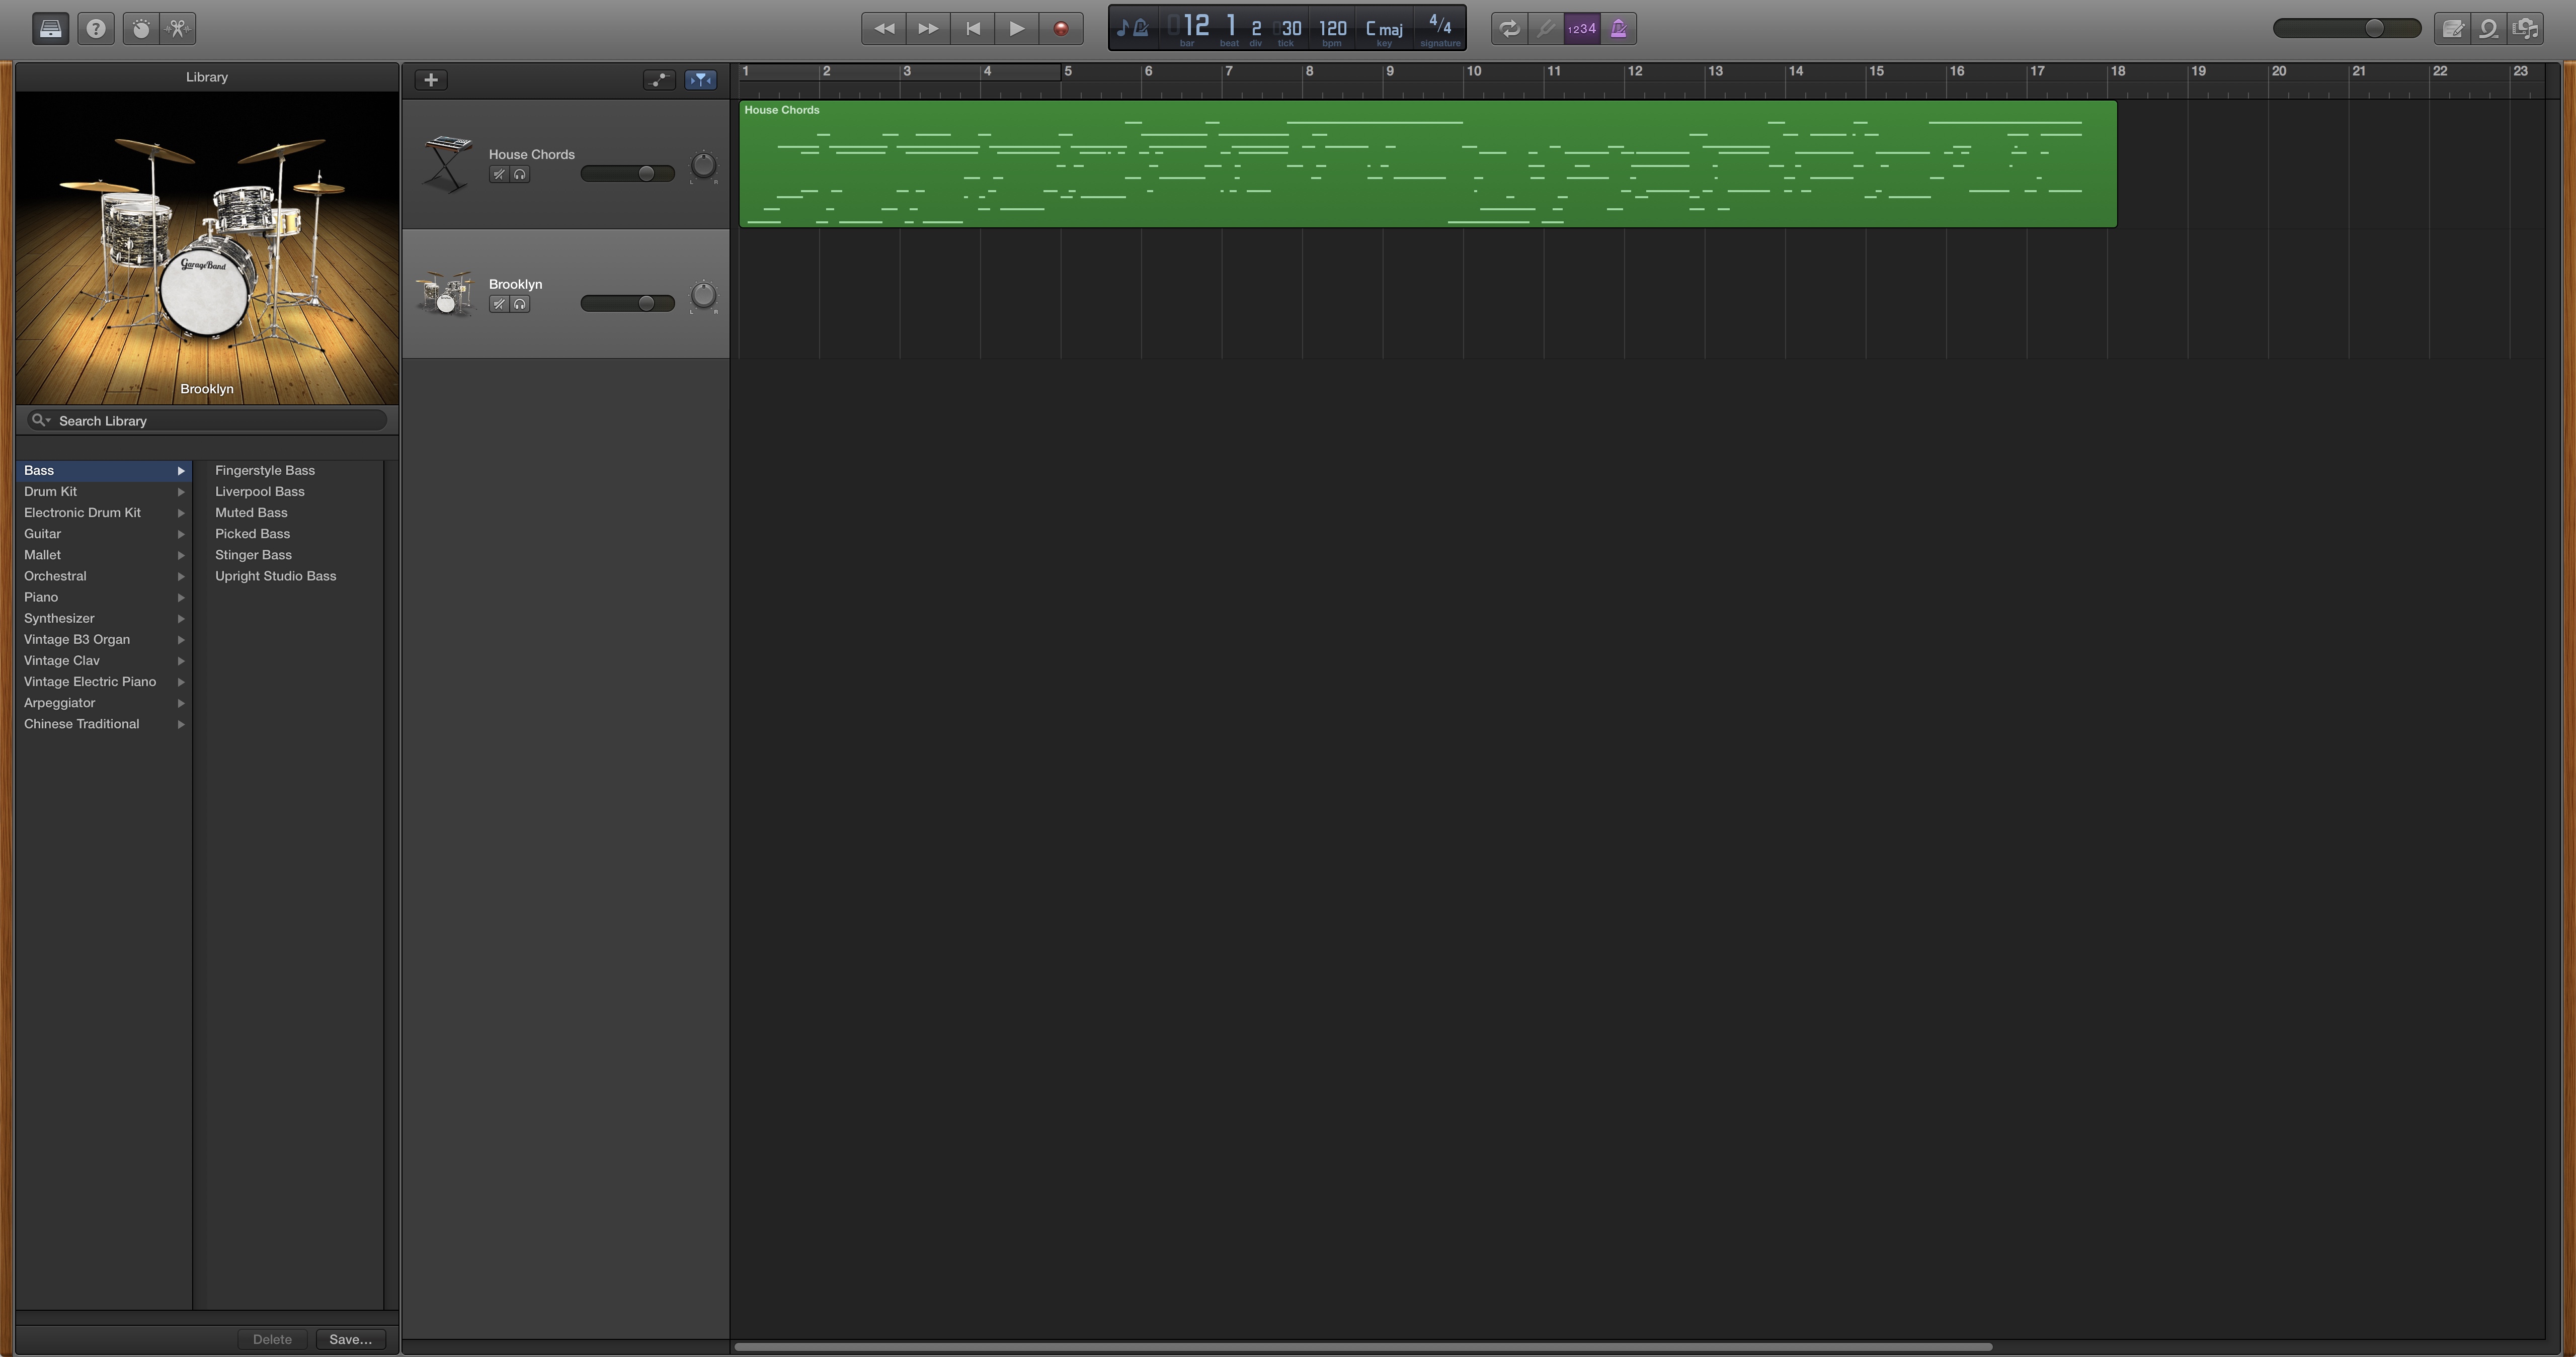 012 1 2 030 120 C maj 4/4
bar beat div tick bpm key signature
1234
Library
GarageBand
Brooklyn
Search Library
Bass
Drum Kit
Electronic Drum Kit
Guitar
Mallet
Orchestral
Piano
Synthesizer
Vintage B3 Organ
Vintage Clav
Vintage Electric Piano
Arpeggiator
Chinese Traditional
Fingerstyle Bass
Liverpool Bass
Muted Bass
Picked Bass
Stinger Bass
Upright Studio Bass
Delete
Save...
House Chords
L R
Brooklyn
L R
1 2 3 4 5 6 7 8 9 10 11 12 13 14 15 16 17 18 19 20 21 22 23
House Chords